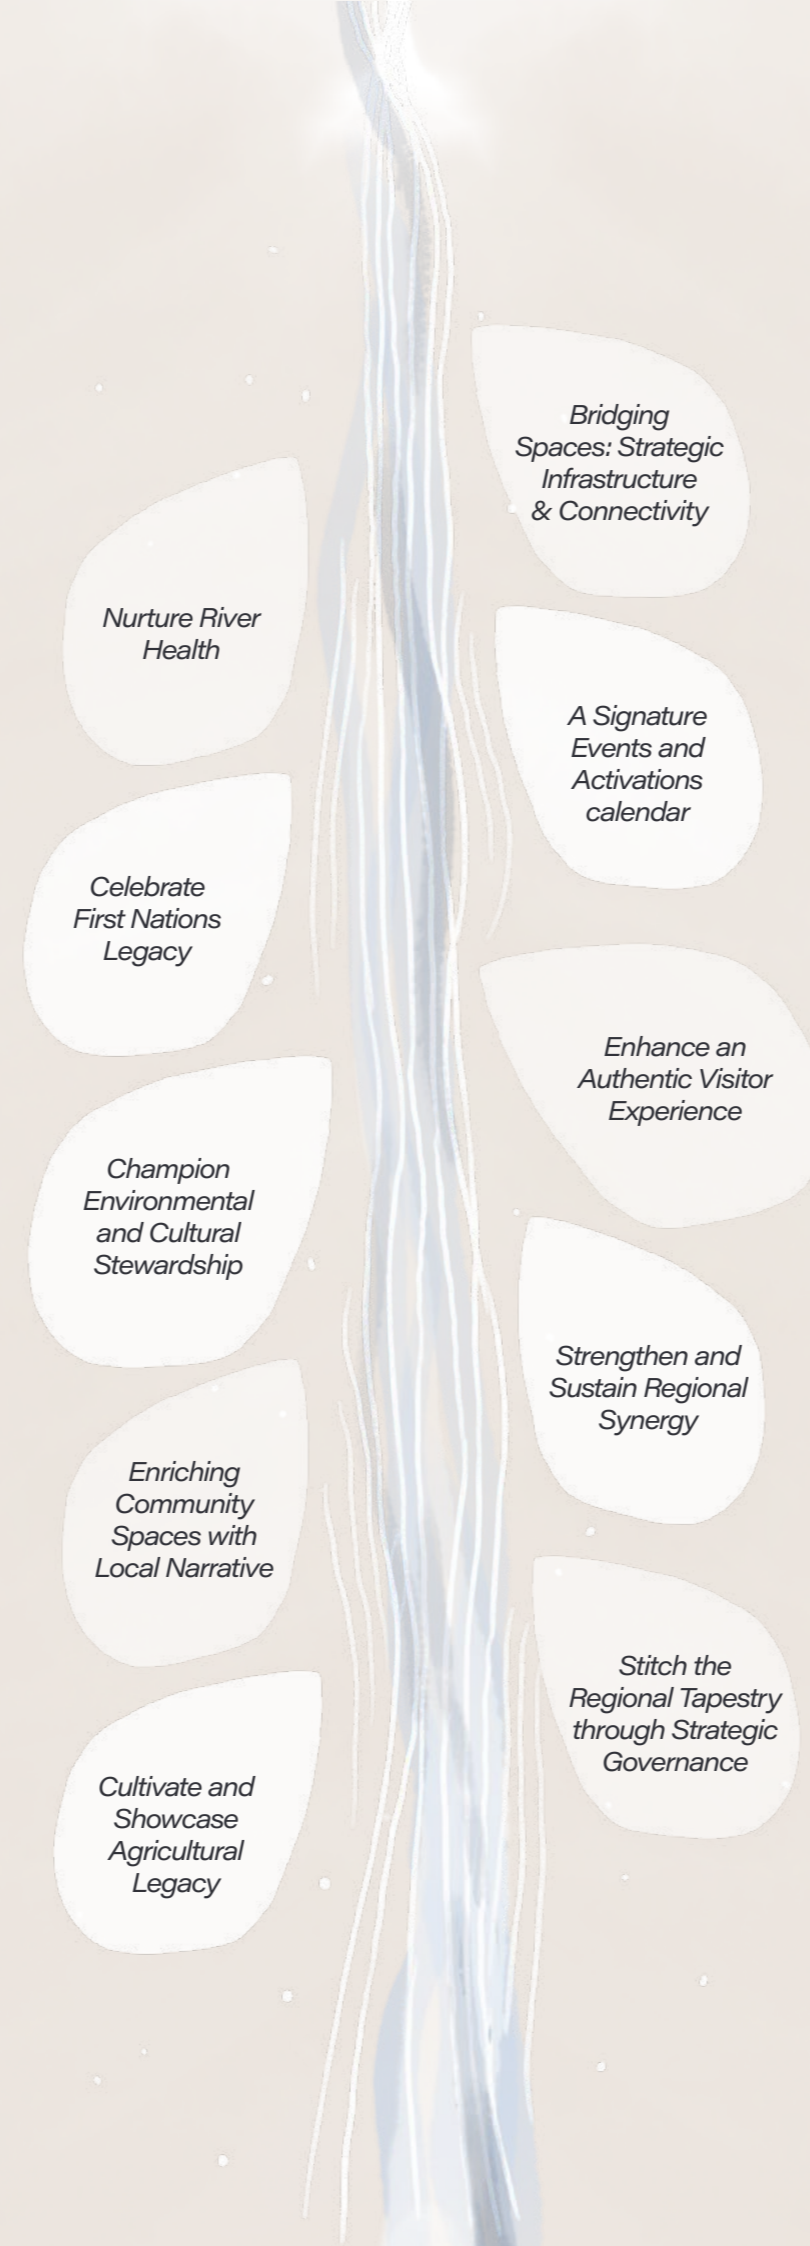 Bridging
Spaces: Strategic
Infrastructure
& Connectivity
Nurture River
Health
A Signature
Events and
Activations
calendar
Celebrate
First Nations
Legacy
Enhance an
Authentic Visitor
Experience
Champion
Environmental
and Cultural
Stewardship
Strengthen and
Sustain Regional
Synergy
Enriching
Community
Spaces with
Local Narrative
Stitch the
Regional Tapestry
through Strategic
Governance
Cultivate and
Showcase
Agricultural
Legacy